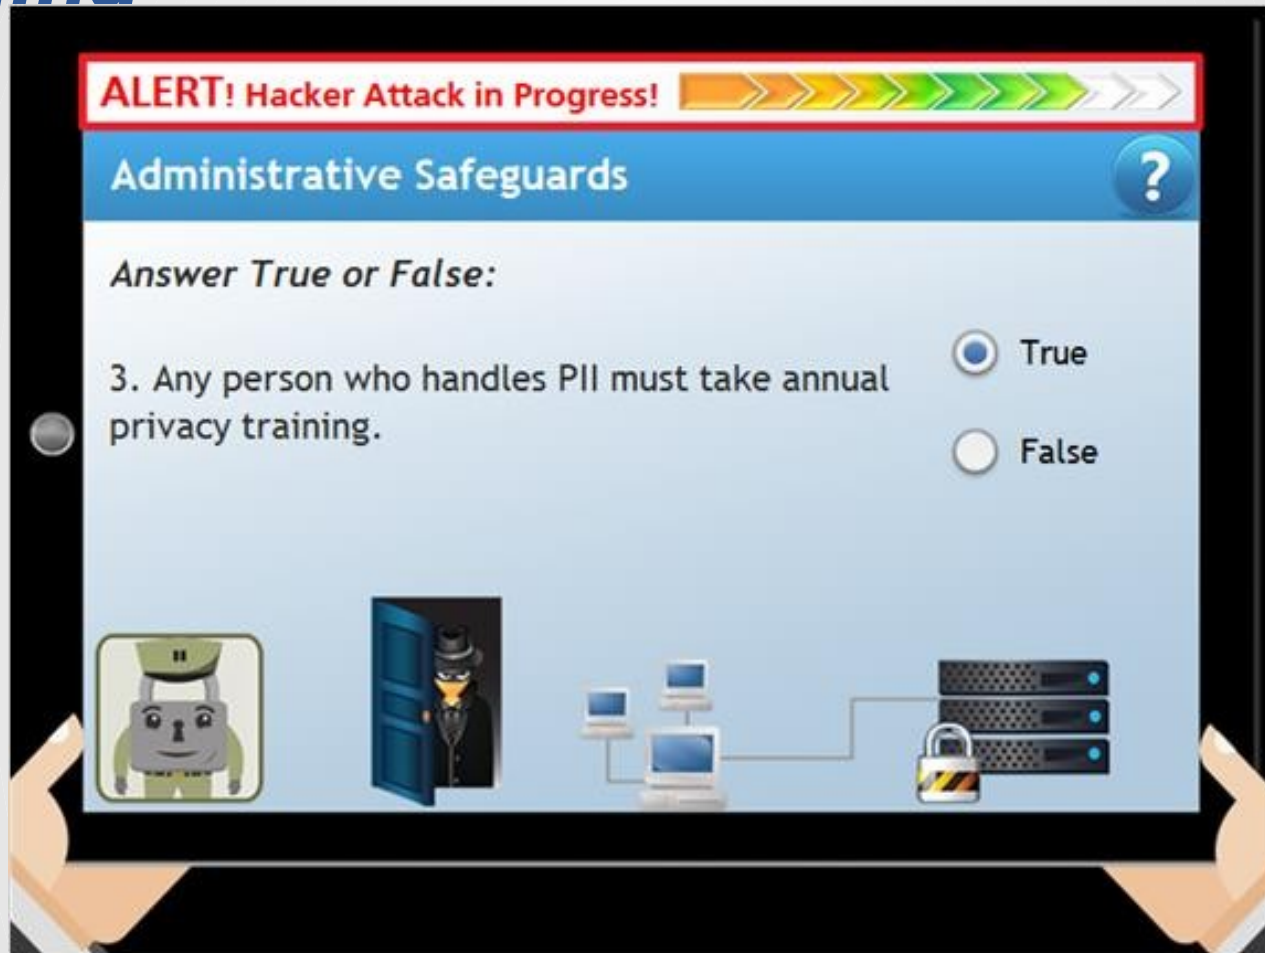 ALERT! Hacker Attack in Progress!
Administrative Safeguards
?
Answer True or False:
3. Any person who handles PII must take annual
privacy training.
True
False